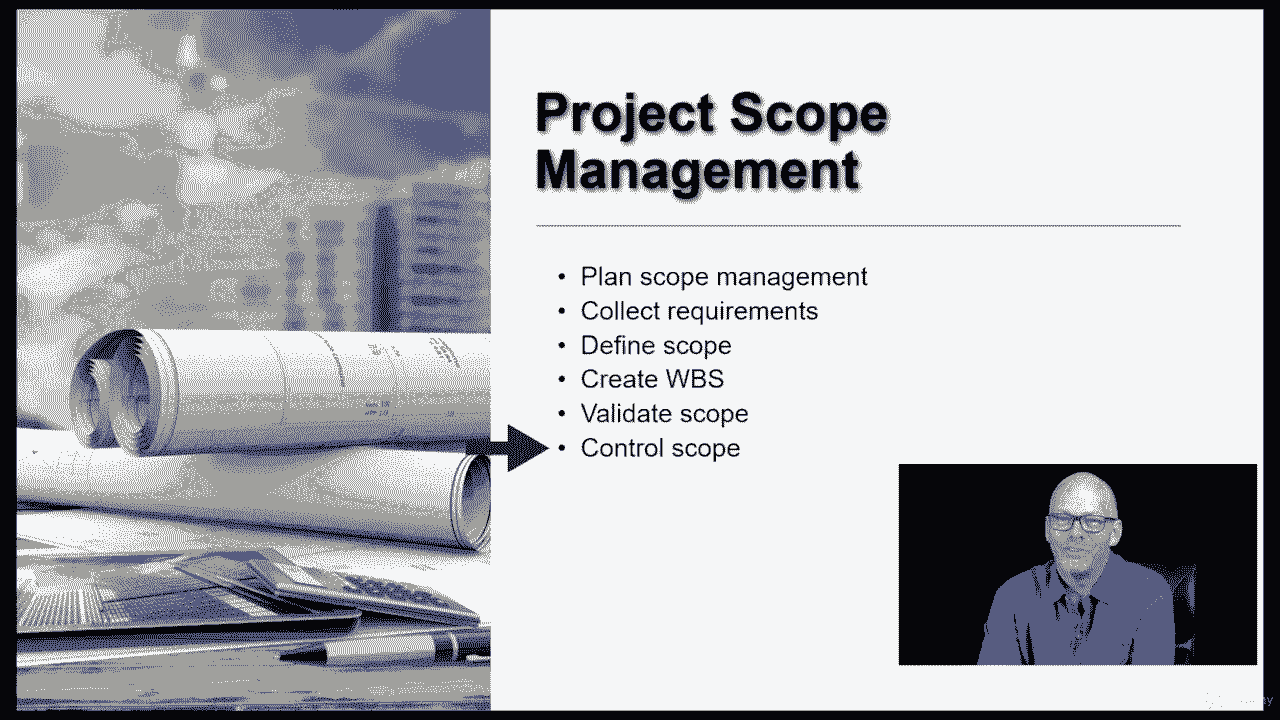 Project Scope
Management
• Plan scope management
• Collect requirements
• Define scope
• Create WBS
• Validate scope
• Control scope